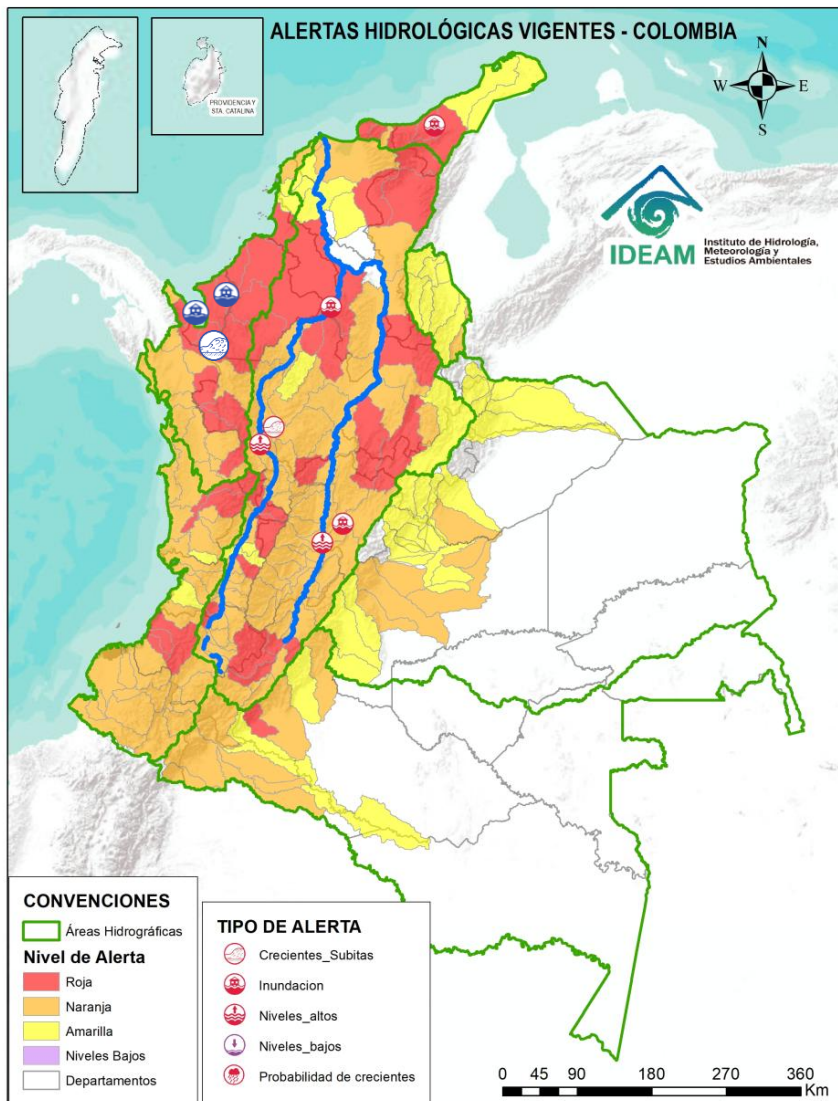 ALERTAS HIDROLÓGICAS VIGENTES - COLOMBIA
PROVIDENCIA Y
STA. CATALINA
N
W
E
S
IDEAM
Instituto de Hidrología,
Meteorología y
Estudios Ambientales
CONVENCIONES
Áreas Hidrográficas
Nivel de Alerta
Roja
Naranja
Amarilla
Niveles Bajos
Departamentos
TIPO DE ALERTA
Crecientes_Subitas
Inundacion
Niveles_altos
Niveles_bajos
Probabilidad de crecientes
0 45 90 180 270 360
Km